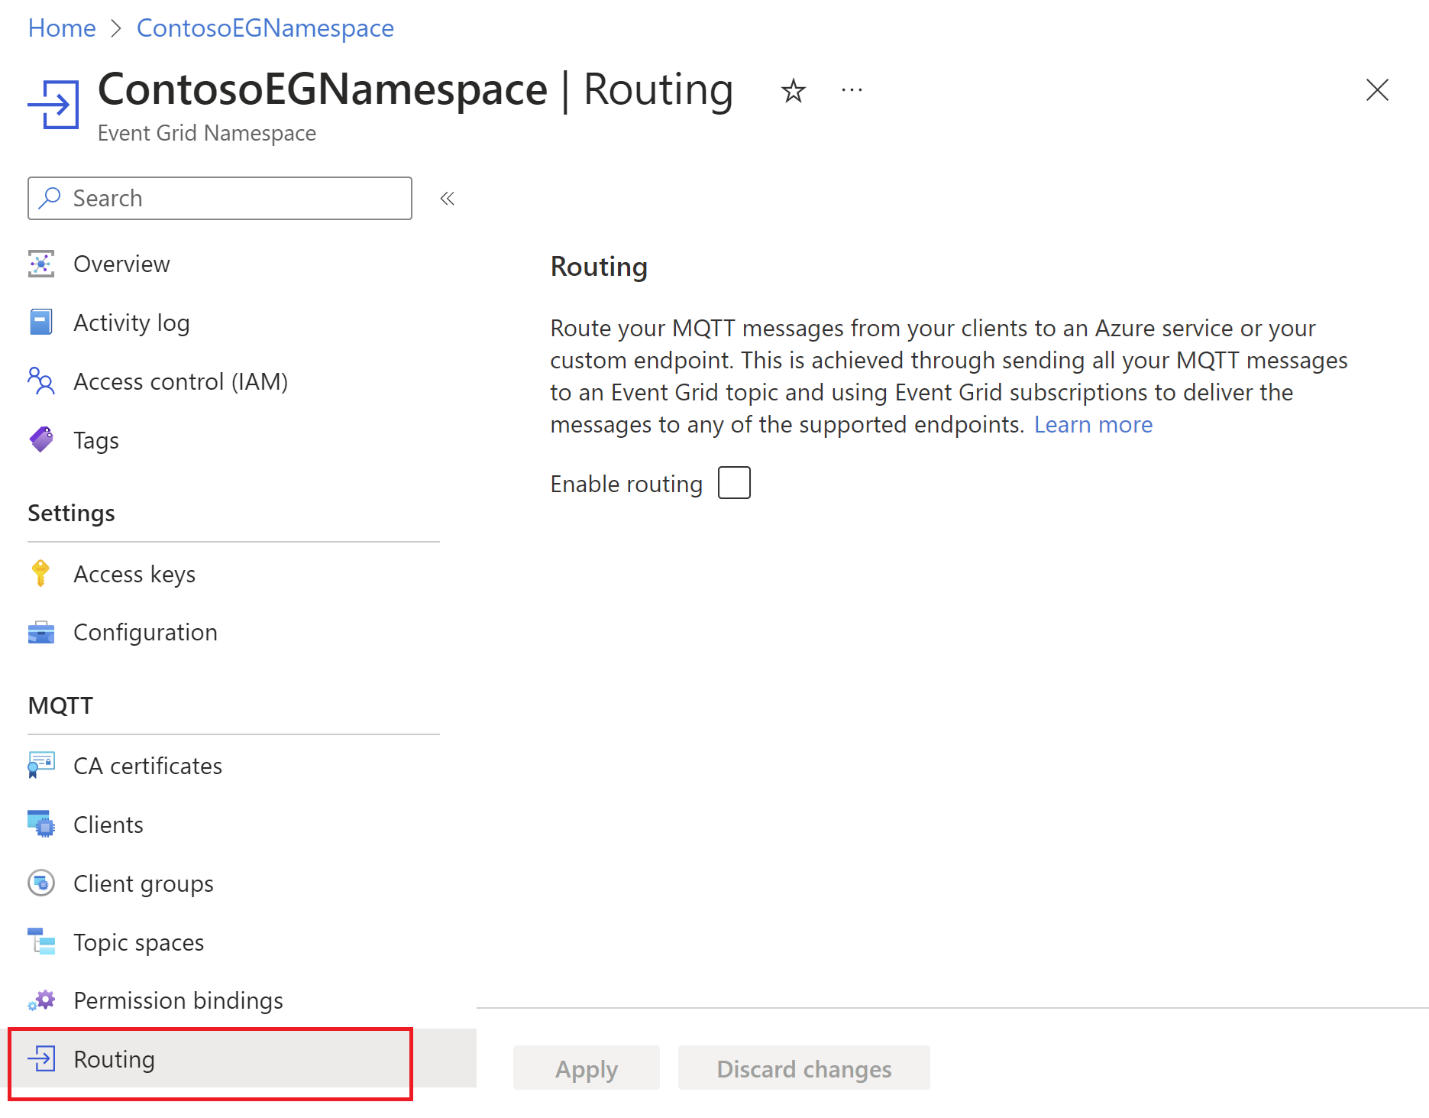 Home > ContosoEGNamespace
ContosoEGNamespace | Routing ...
Event Grid Namespace
Search
Overview
Activity log
Access control (IAM)
Tags
Settings
Access keys
Configuration
MQTT
CA certificates
Clients
Client groups
Topic spaces
Permission bindings
Routing
Routing
Route your MQTT messages from your clients to an Azure service or your
custom endpoint. This is achieved through sending all your MQTT messages
to an Event Grid topic and using Event Grid subscriptions to deliver the
messages to any of the supported endpoints. Learn more
Enable routing
Apply
Discard changes